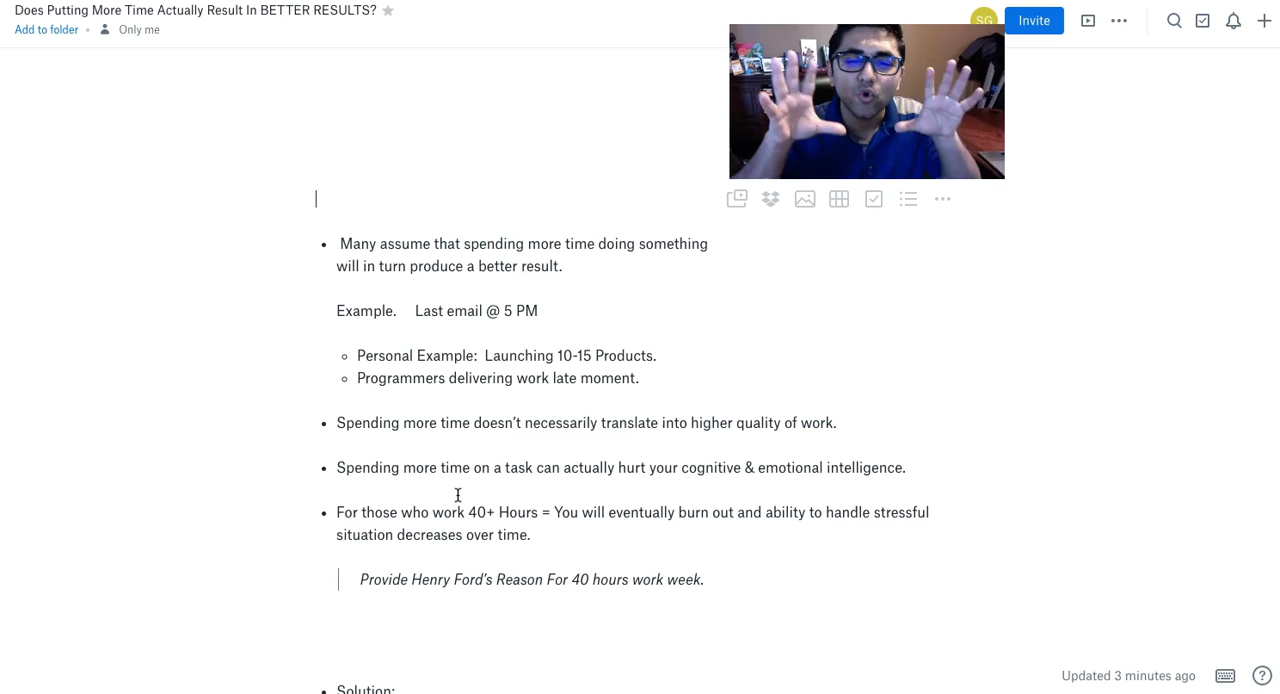 Does Putting More Time Actually Result In BETTER RESULTS?
SG
Invite
Add to folder
Only me
Many assume that spending more time doing something
will in turn produce a better result.
Example. Last email @ 5 PM
Personal Example: Launching 10-15 Products.
Programmers delivering work late moment.
Spending more time doesn't necessarily translate into higher quality of work.
Spending more time on a task can actually hurt your cognitive & emotional intelligence.
For those who work 40+ Hours = You will eventually burn out and ability to handle stressful
situation decreases over time.
Provide Henry Ford's Reason For 40 hours work week.
Updated 3 minutes ago
Solution: